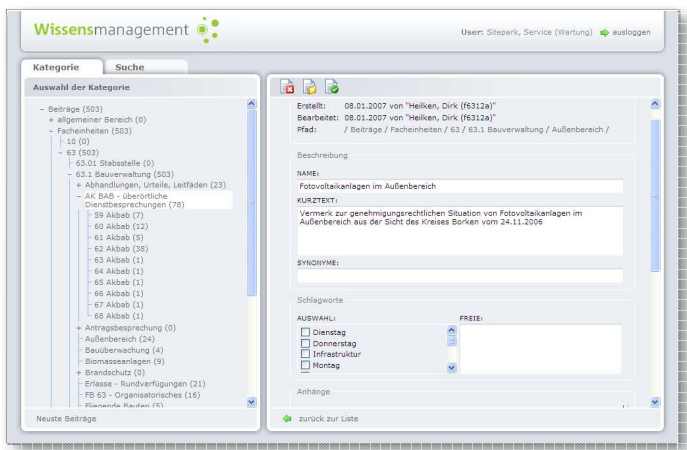 Wissensmanagement
User: Sitepark, Service (Wartung) ausloggen
Kategorie Suche
Auswahl der Kategorie
- Beiträge (503)
+ allgemeiner Bereich (0)
- Facheinheiten (503)
10 (0)
- 63 (503)
63.01 Stabsstelle (0)
- 63.1 Bauverwaltung (503)
+ Abhandlungen, Urteile, Leitfäden (23)
- AK BAB - überörtliche
Dienstbesprechungen (78)
59 Akbab (7)
60 Akbab (12)
61 Akbab (5)
62 Akbab (38)
63 Akbab (1)
64 Akbab (1)
65 Akbab (1)
66 Akbab (1)
67 Akbab (1)
68 Akbab (1)
+ Antragsbesprechung (0)
Außenbereich (24)
Bauüberwachung (4)
Biomasseanlagen (9)
+ Brandschutz (0)
Erlasse - Rundverfügungen (21)
FB 63 - Organisatorisches (16)
Fliegende Bauten (5)
Neuste Beiträge
Erstellt: 08.01.2007 von "Heilken, Dirk (f6312a)"
Bearbeitet: 08.01.2007 von "Heilken, Dirk (f6312a)"
Pfad: / Beiträge / Facheinheiten / 63 / 63.1 Bauverwaltung / Außenbereich /
Beschreibung
NAME:
Fotovoltaikanlagen im Außenbereich
KURZTEXT:
Vermerk zur genehmigungsrechtlichen Situation von Fotovoltaikanlagen im
Außenbereich aus der Sicht des Kreises Borken vom 24.11.2006
SYNONYME:
Schlagworte
AUSWAHL: FREIE:
Dienstag
Donnerstag
Infrastruktur
Montag
Anhänge
zurück zur Liste